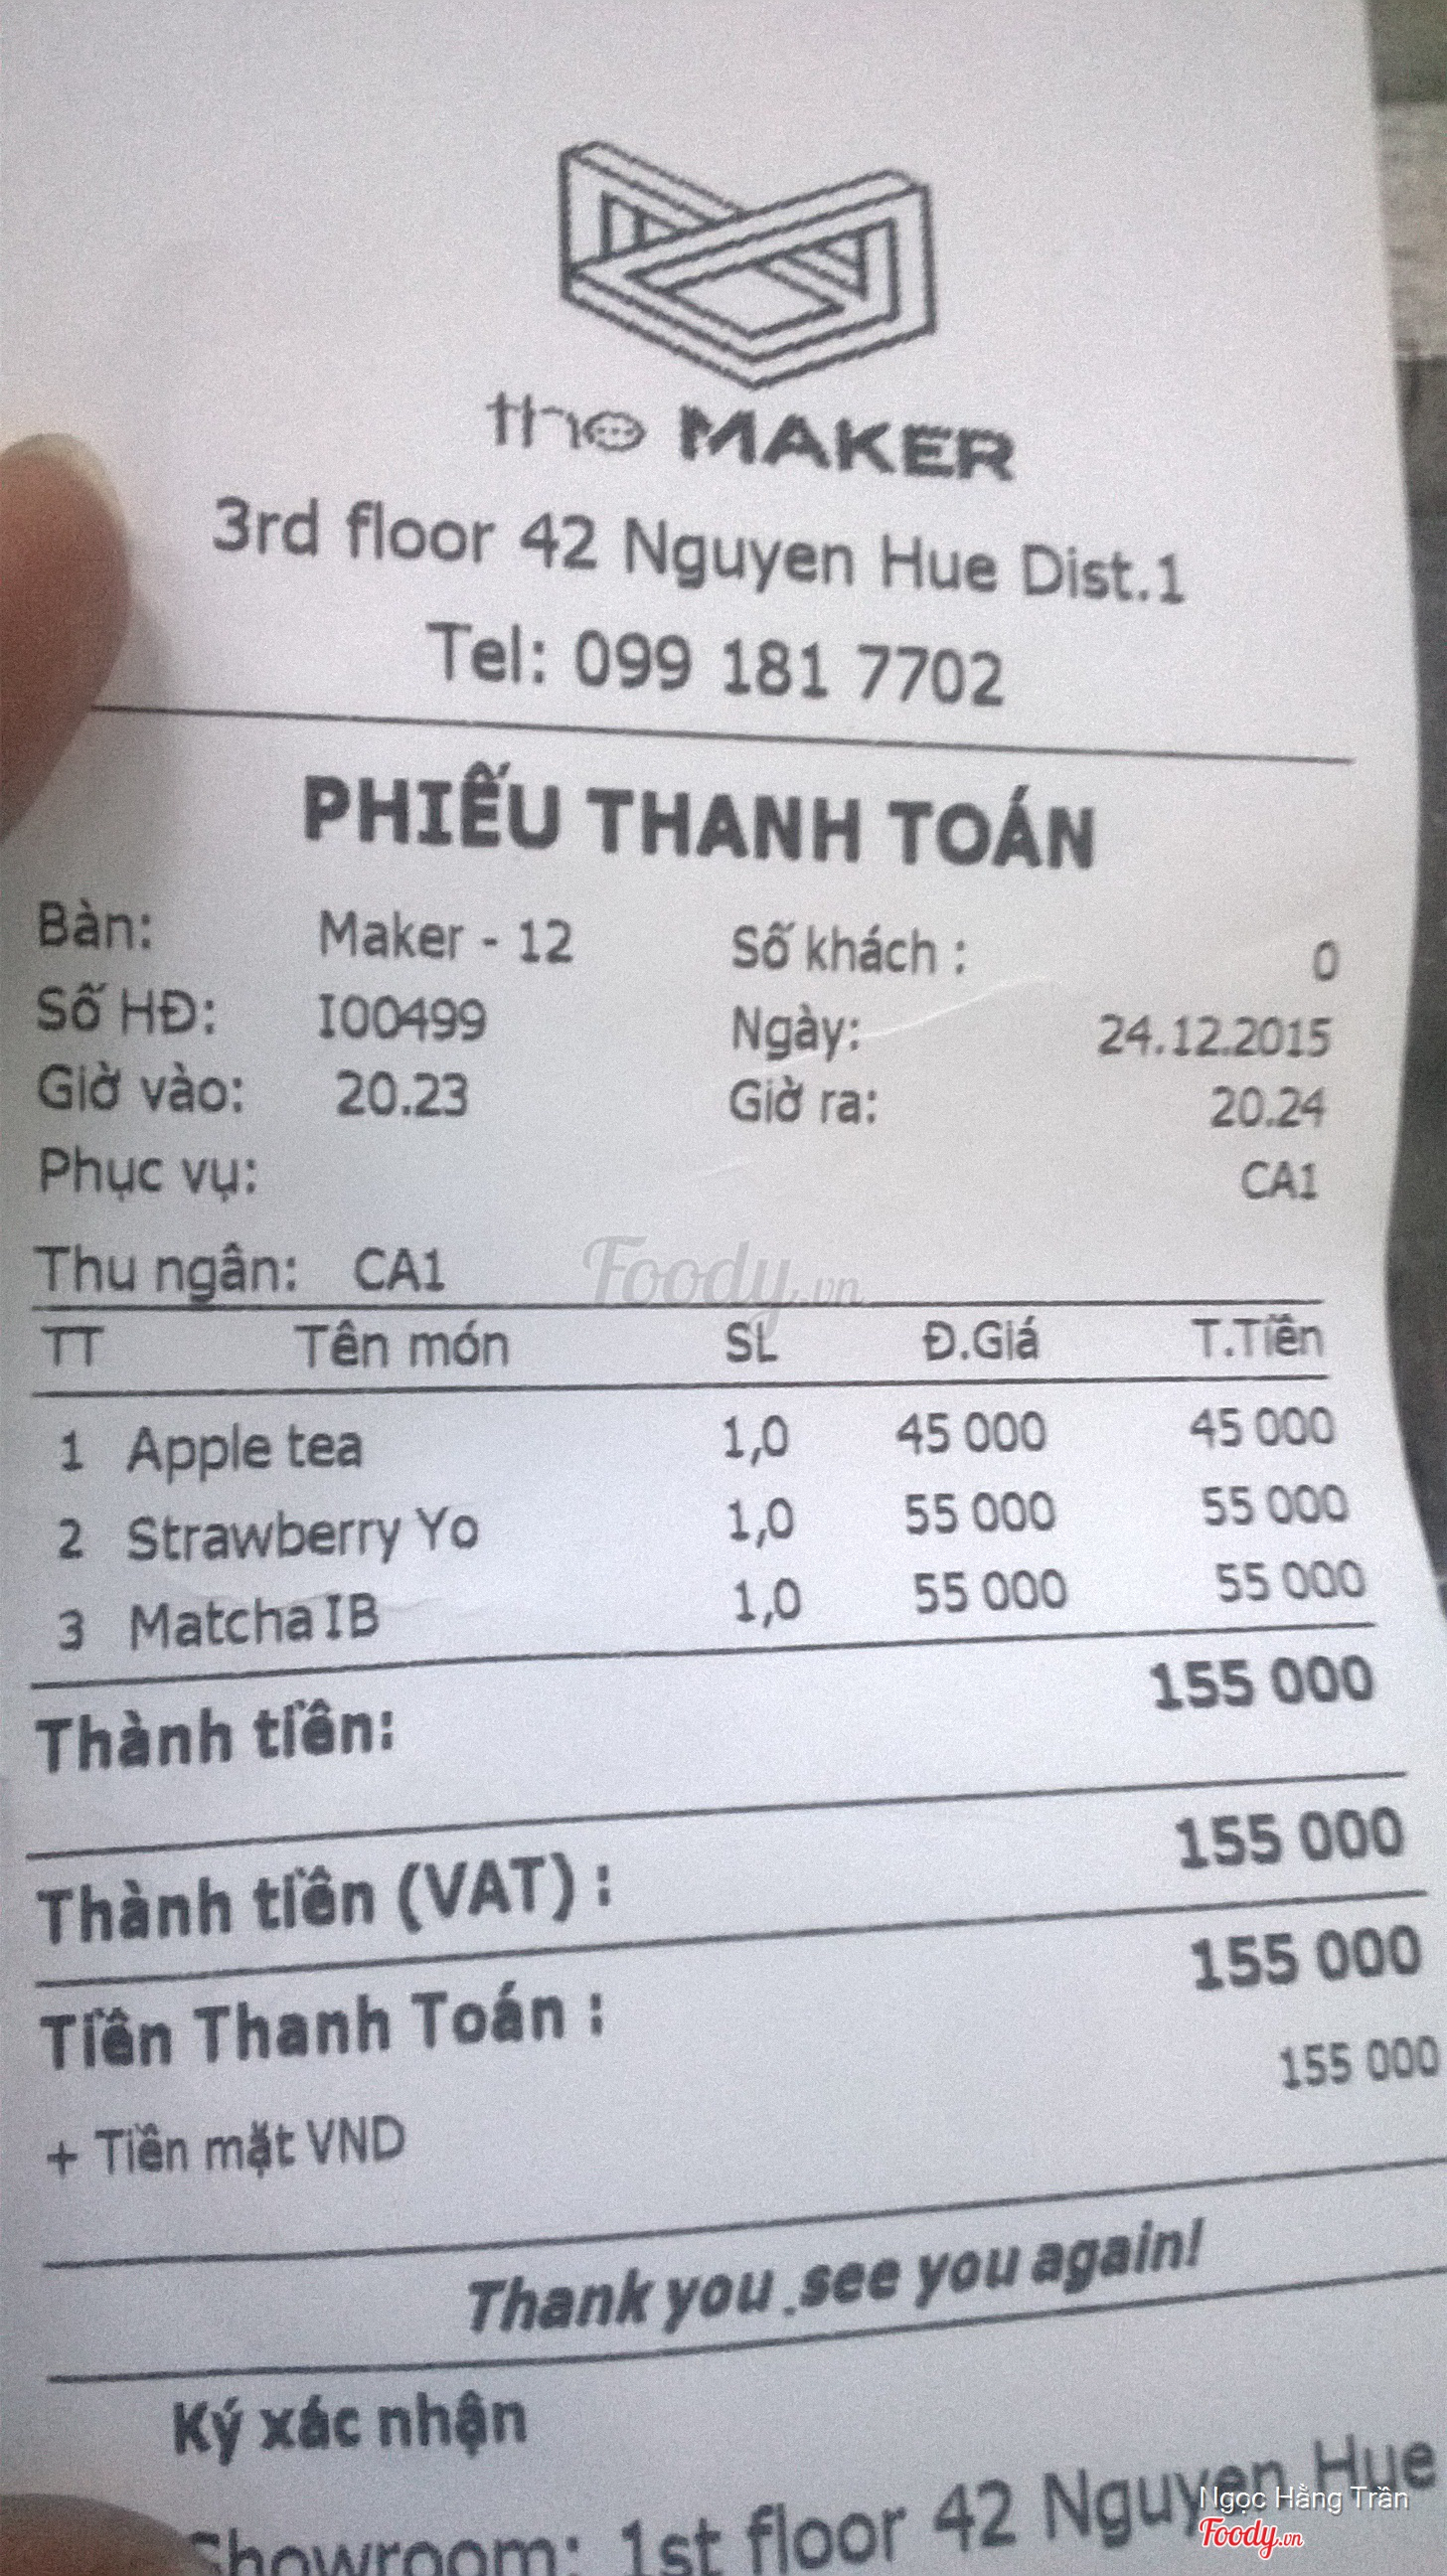 the MAKER
3rd floor 42 Nguyen Hue Dist.1
Tel: 099 181 7702
PHIẾU THANH TOÁN
Bàn: Maker - 12 Số khách : 0
Số HĐ: I00499 Ngày: 24.12.2015
Giờ vào: 20.23 Giờ ra: 20.24
Phục vụ: CA1
Thu ngân: CA1
Foody.vn
TT Tên món SL Đ.Giá T.Tiền
1 Apple tea 1,0 45 000 45 000
2 Strawberry Yo 1,0 55 000 55 000
3 Matcha IB 1,0 55 000 55 000
Thành tiền: 155 000
Thành tiền (VAT) : 155 000
Tiền Thanh Toán : 155 000
+ Tiền mặt VND 155 000
Thank you .see you again!
Ký xác nhận
Showroom: 1st floor 42 Nguyen Hue
Ngọc Hằng Trần
Foody.vn